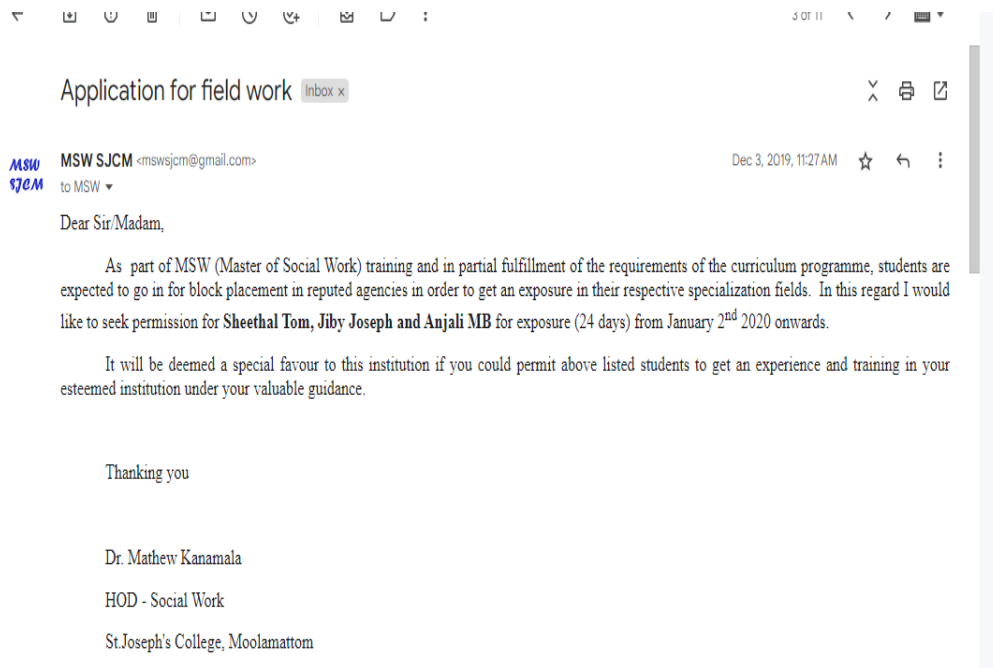 3 of 11
Application for field work Inbox ×
MSW SJCM
MSW SJCM <mswsjcm@gmail.com> Dec 3, 2019, 11:27 AM
to MSW
Dear Sir/Madam,
As part of MSW (Master of Social Work) training and in partial fulfillment of the requirements of the curriculum programme, students are
expected to go in for block placement in reputed agencies in order to get an exposure in their respective specialization fields. In this regard I would
like to seek permission for Sheethal Tom, Jiby Joseph and Anjali MB for exposure (24 days) from January 2nd 2020 onwards.
It will be deemed a special favour to this institution if you could permit above listed students to get an experience and training in your
esteemed institution under your valuable guidance.
Thanking you
Dr. Mathew Kanamala
HOD - Social Work
St.Joseph's College, Moolamattom